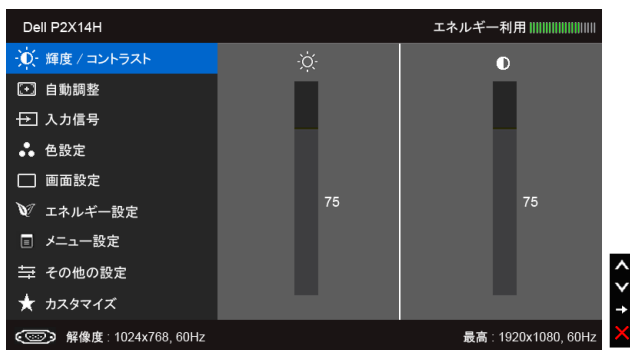 Dell P2X14H
エネルギー利用
輝度 / コントラスト
自動調整
入力信号
色設定
画面設定
エネルギー設定
メニュー設定
その他の設定
カスタマイズ
75
75
解像度 : 1024x768, 60Hz
最高 : 1920x1080, 60Hz